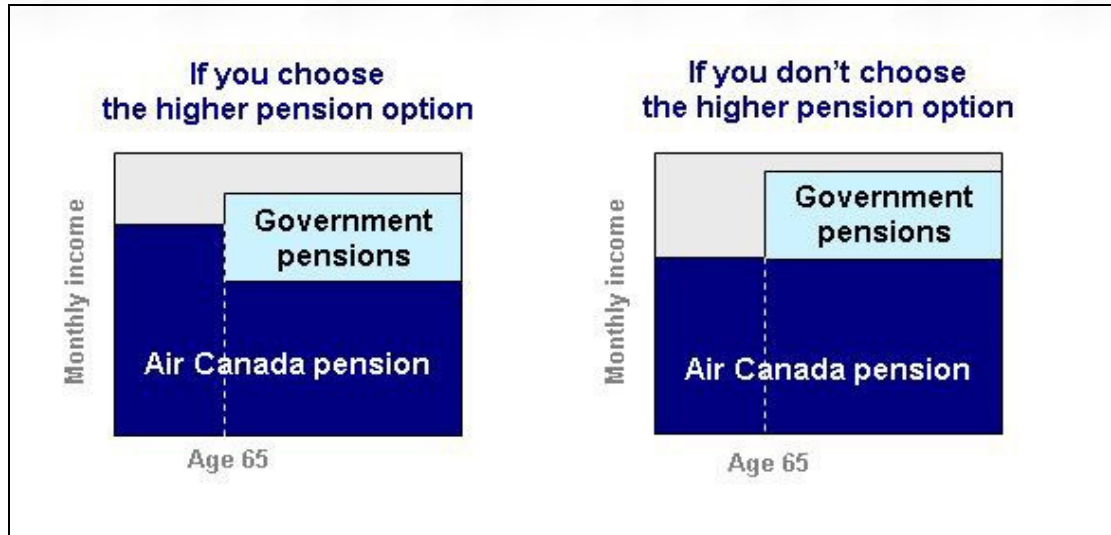 If you choose
the higher pension option
Monthly income
Government
pensions
Air Canada pension
Age 65
If you don't choose
the higher pension option
Monthly income
Government
pensions
Air Canada pension
Age 65